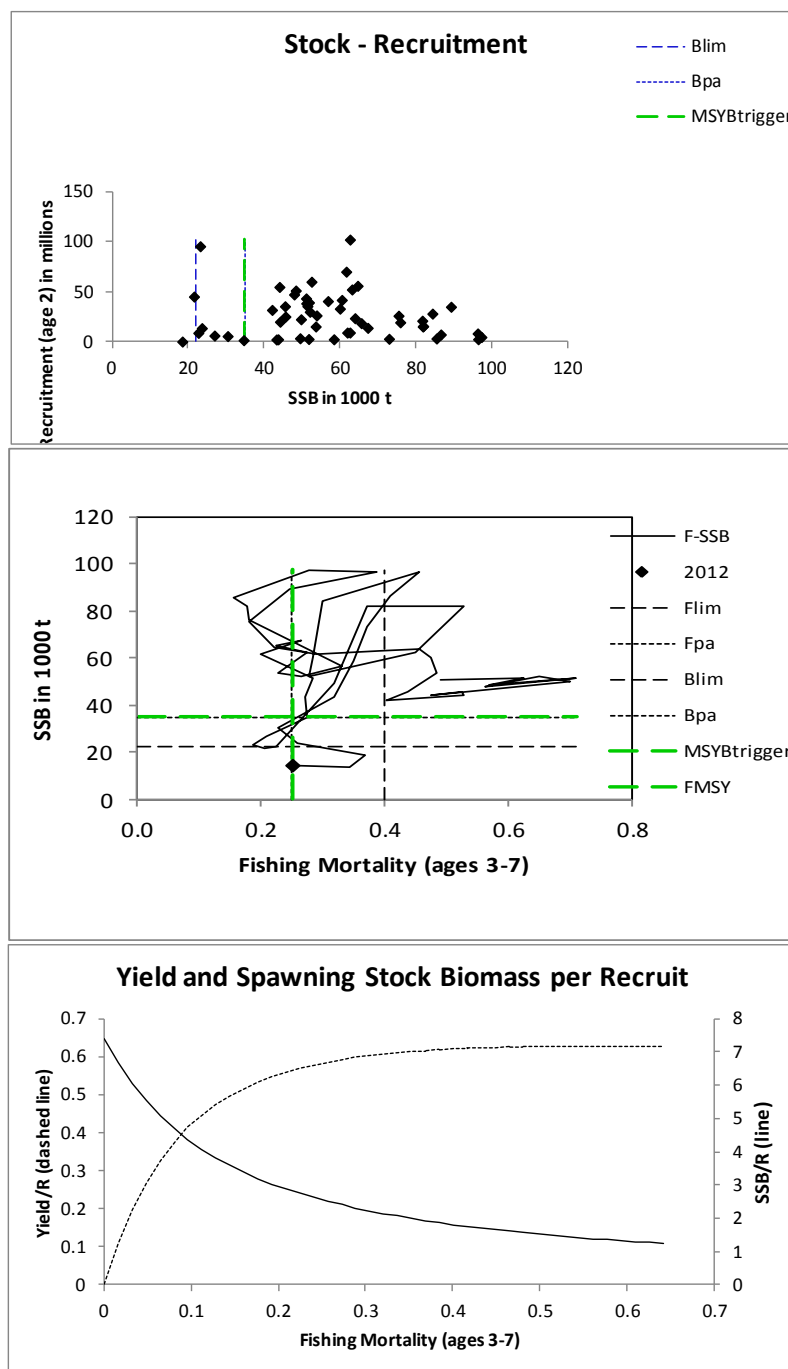 Stock - Recruitment
Blim
Bpa
MSYBtrigger
Recruitment (age 2) in millions
150
100
50
0
0 20 40 60 80 100 120
SSB in 1000 t
SSB in 1000 t
120
100
80
60
40
20
0
0.0 0.2 0.4 0.6 0.8
Fishing Mortality (ages 3-7)
F-SSB
2012
Flim
Fpa
Blim
Bpa
MSYBtrigger
FMSY
Yield and Spawning Stock Biomass per Recruit
Yield/R (dashed line)
0.7
0.6
0.5
0.4
0.3
0.2
0.1
0
0 0.1 0.2 0.3 0.4 0.5 0.6 0.7
Fishing Mortality (ages 3-7)
8
7
6
5
4
3
2
1
0
SSB/R (line)